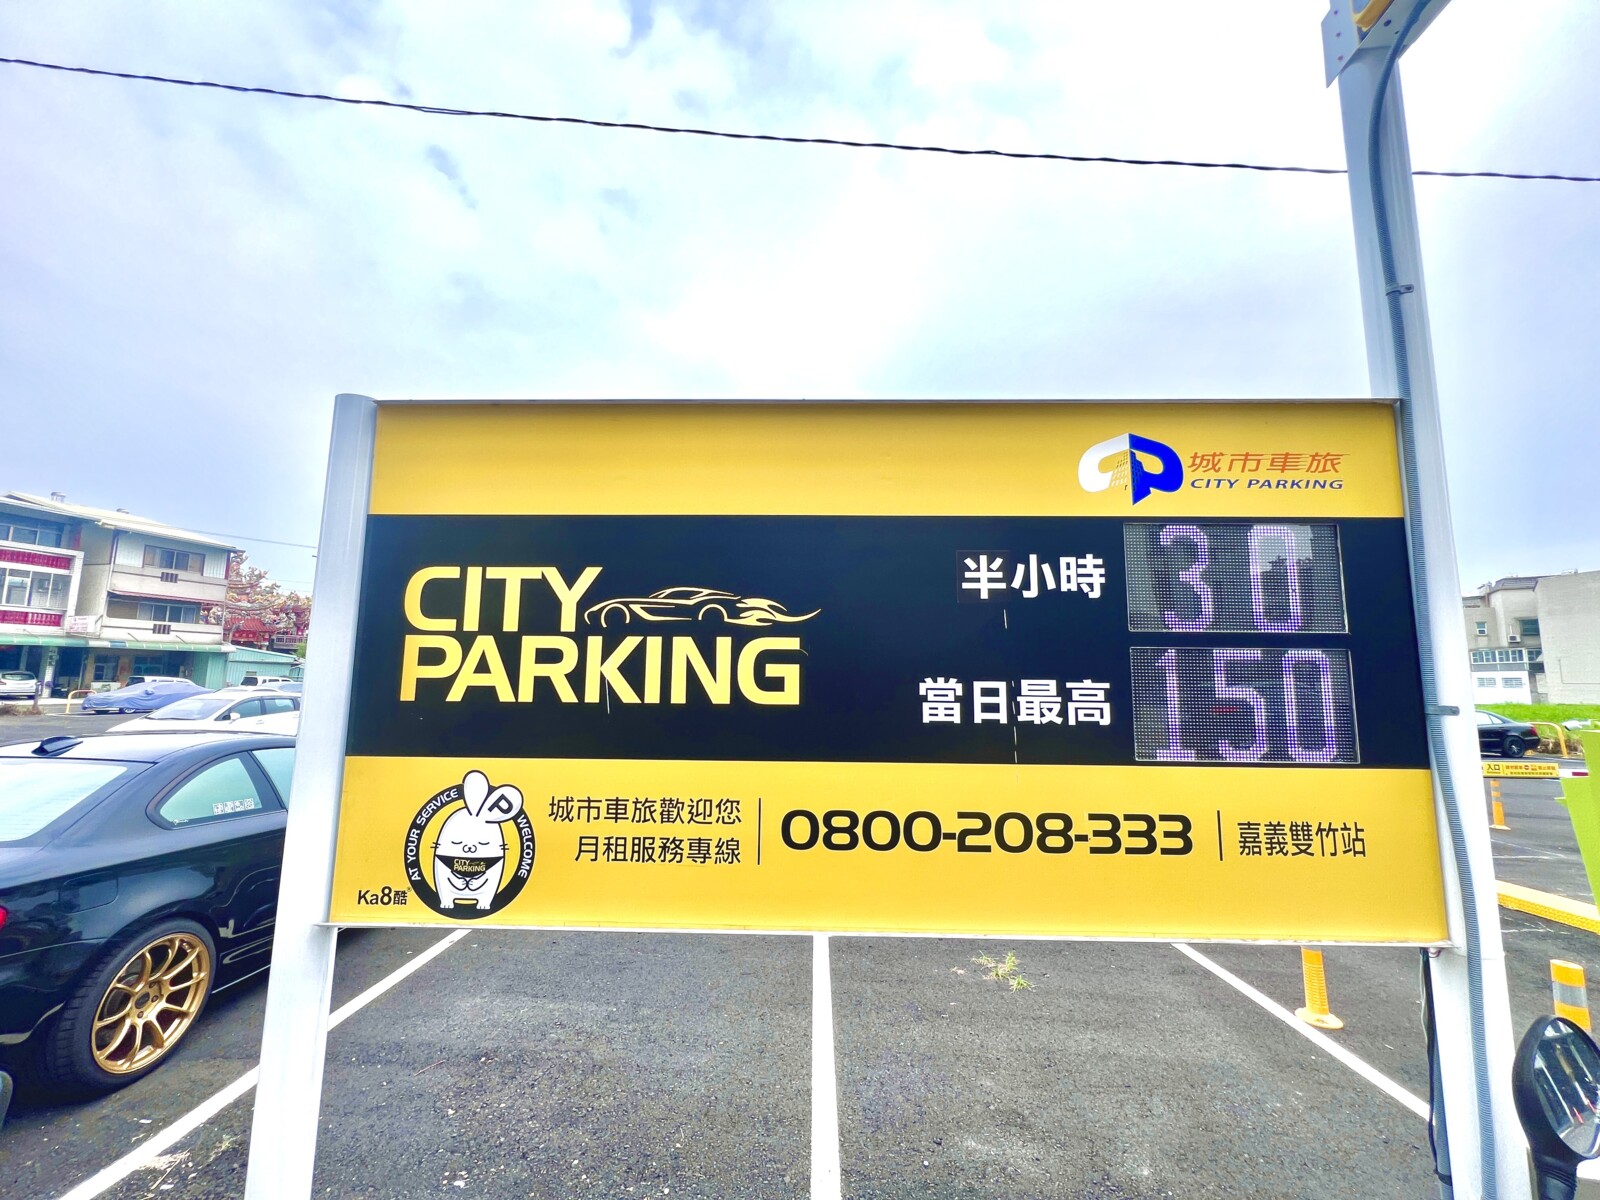 城市車旅
CITY PARKING
CITY
PARKING
半小時
30
當日最高
150
AT YOUR SERVICE
WELCOME
P
CITY
PARKING
Ka8酷®
城市車旅歡迎您
月租服務專線
0800-208-333
嘉義雙竹站
入口